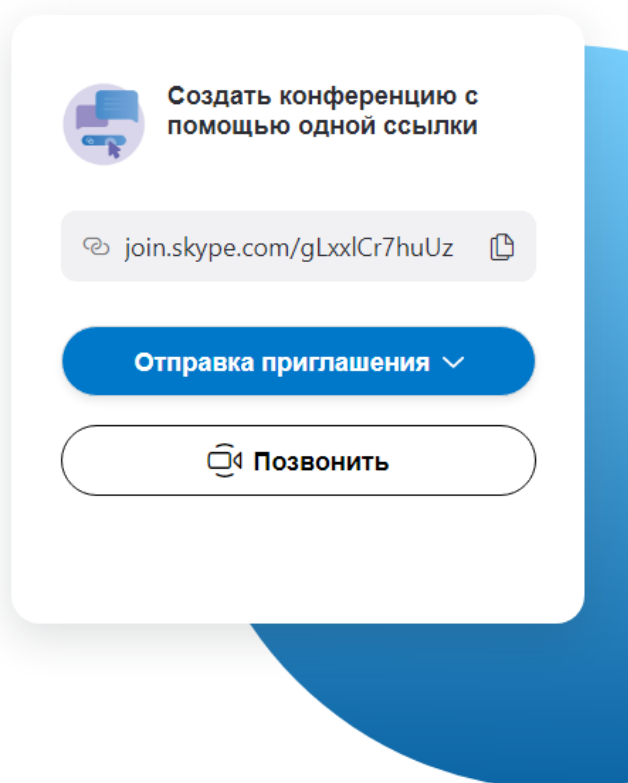 Создать конференцию с
помощью одной ссылки
join.skype.com/gLxxlCr7huUz
Отправка приглашения
Позвонить